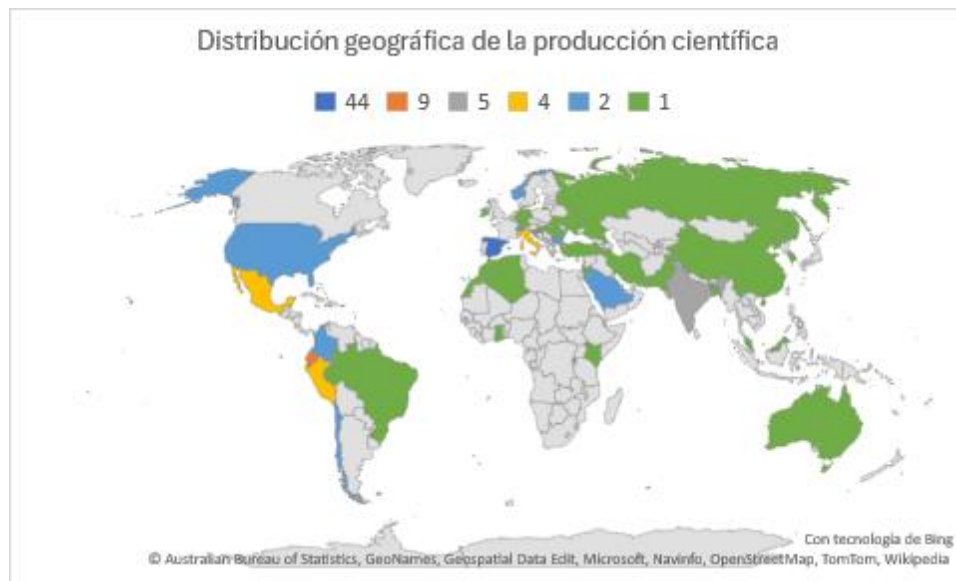 Distribución geográfica de la producción científica
44 9 5 4 2 1
Con tecnología de Bing
© Australian Bureau of Statistics, GeoNames, Geospatial Data Edit, Microsoft, Navinfo, OpenStreetMap, TomTom, Wikipedia